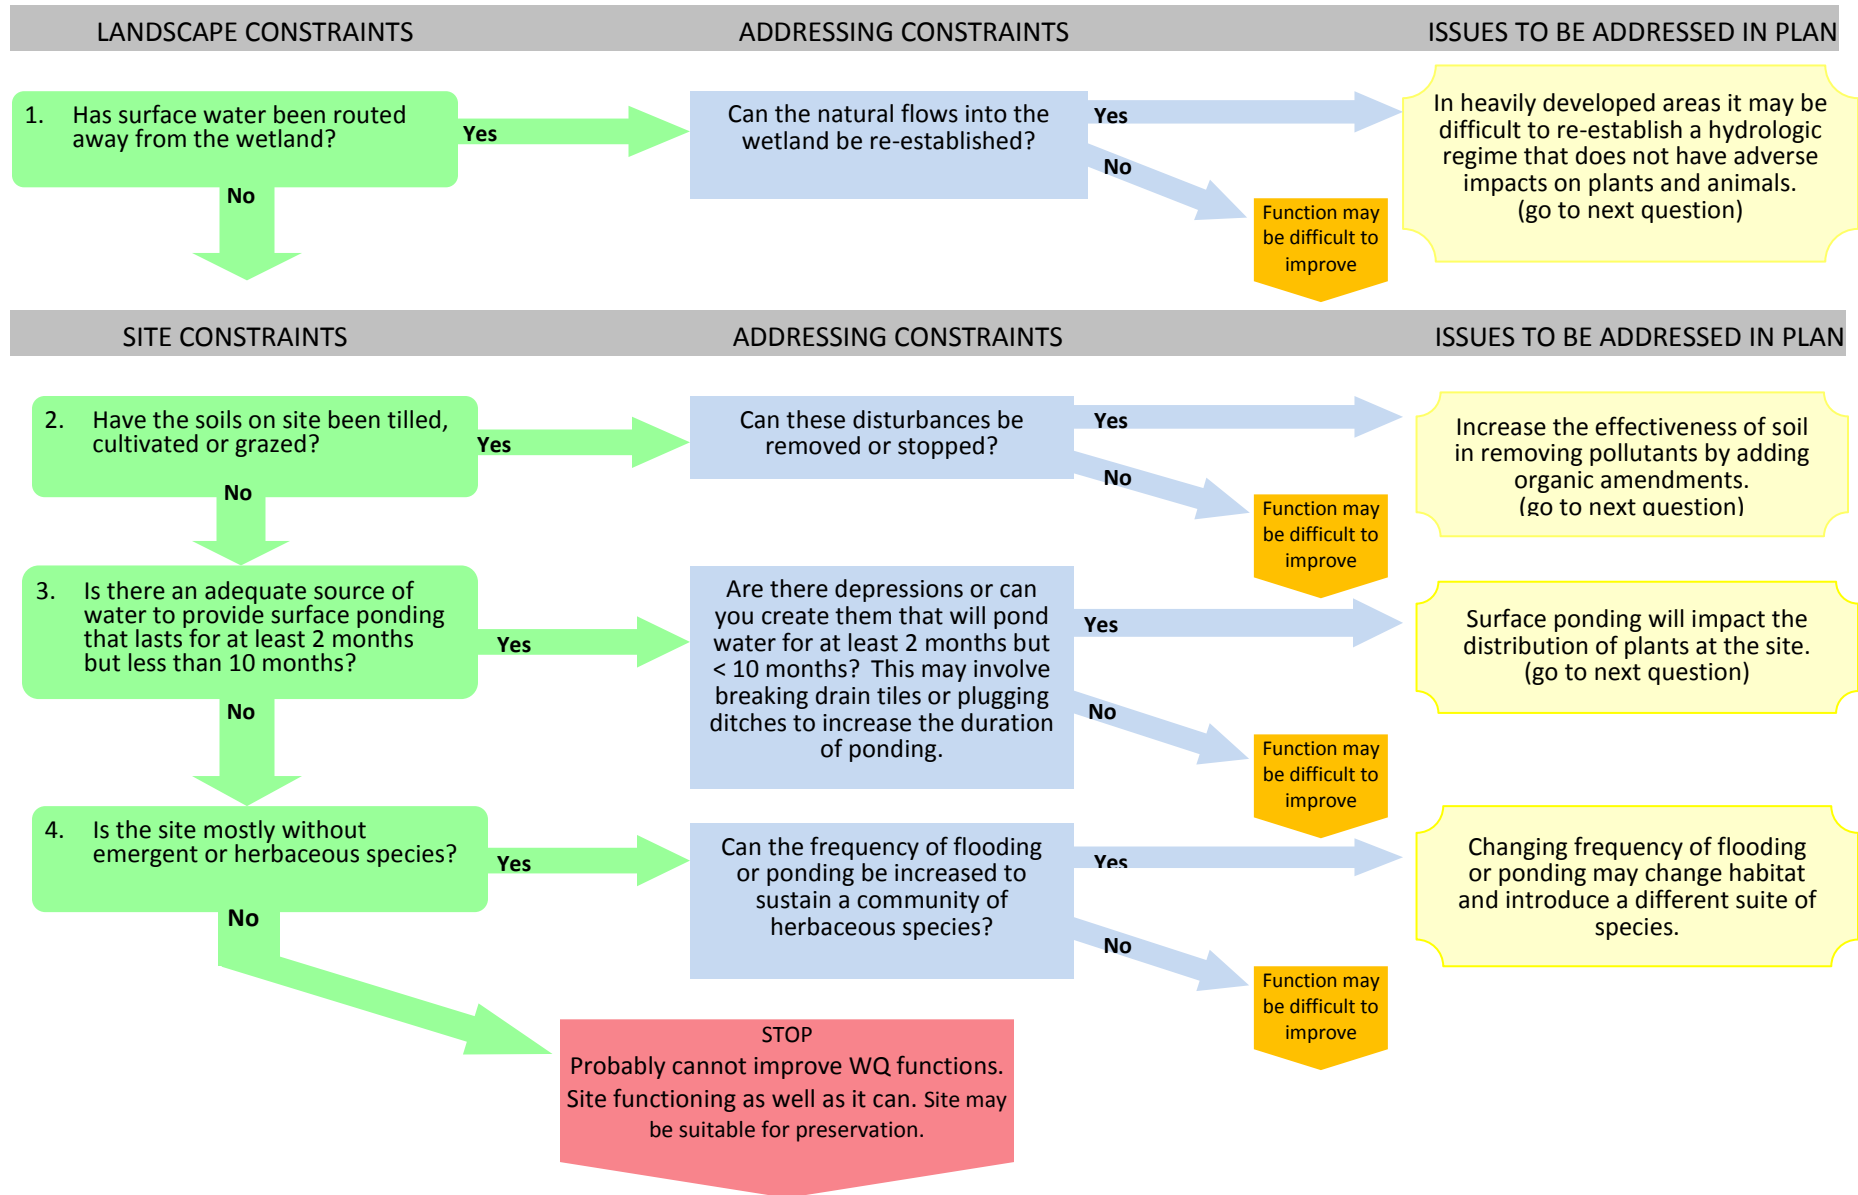 LANDSCAPE CONSTRAINTS
ADDRESSING CONSTRAINTS
ISSUES TO BE ADDRESSED IN PLAN
1. Has surface water been routed
away from the wetland?
Yes
No
Can the natural flows into the
wetland be re-established?
Yes
No
Function may
be difficult to
improve
In heavily developed areas it may be
difficult to re-establish a hydrologic
regime that does not have adverse
impacts on plants and animals.
(go to next question)
SITE CONSTRAINTS
ADDRESSING CONSTRAINTS
ISSUES TO BE ADDRESSED IN PLAN
2. Have the soils on site been tilled,
cultivated or grazed?
Yes
No
Can these disturbances be
removed or stopped?
Yes
No
Function may
be difficult to
improve
Increase the effectiveness of soil
in removing pollutants by adding
organic amendments.
(go to next question)
3. Is there an adequate source of
water to provide surface ponding
that lasts for at least 2 months
but less than 10 months?
Yes
No
Are there depressions or can
you create them that will pond
water for at least 2 months but
< 10 months? This may involve
breaking drain tiles or plugging
ditches to increase the duration
of ponding.
Yes
No
Function may
be difficult to
improve
Surface ponding will impact the
distribution of plants at the site.
(go to next question)
4. Is the site mostly without
emergent or herbaceous species?
Yes
No
Can the frequency of flooding
or ponding be increased to
sustain a community of
herbaceous species?
Yes
No
Function may
be difficult to
improve
Changing frequency of flooding
or ponding may change habitat
and introduce a different suite of
species.
STOP
Probably cannot improve WQ functions.
Site functioning as well as it can. Site may
be suitable for preservation.